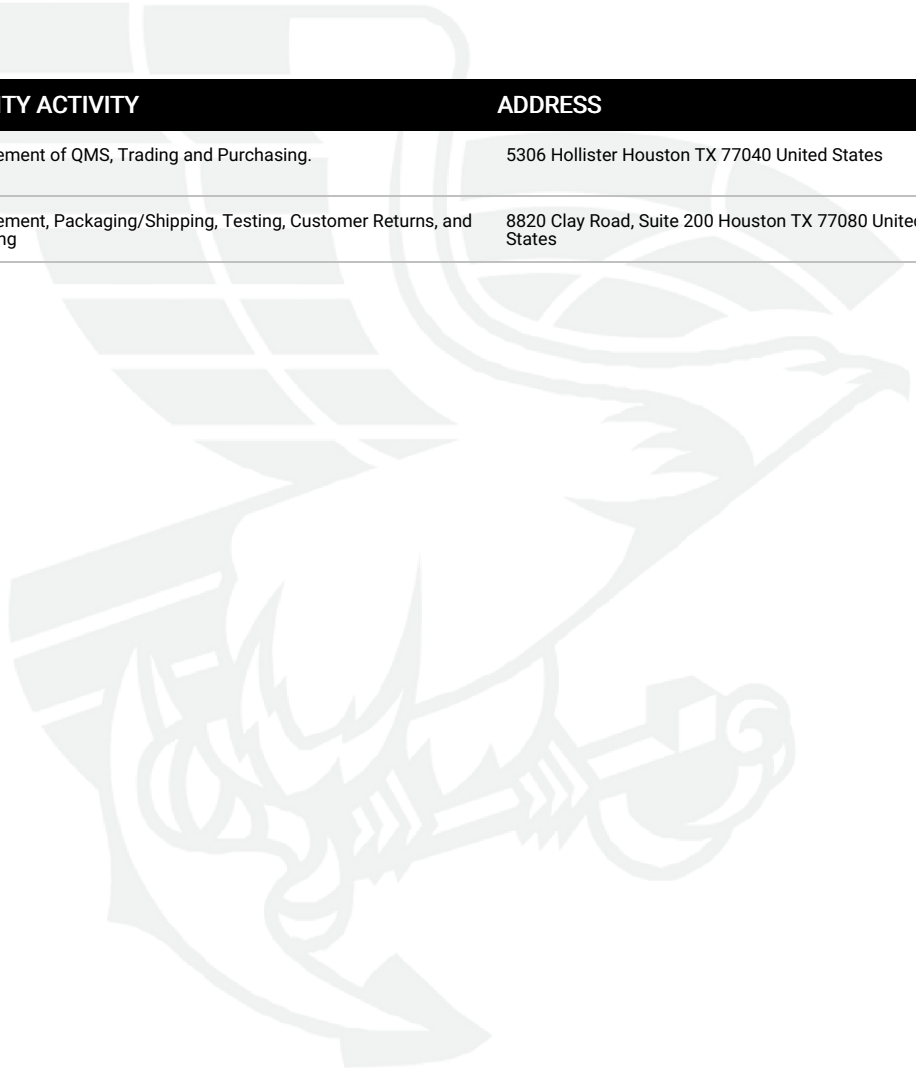 ITY ACTIVITY ADDRESS
ement of QMS, Trading and Purchasing. 5306 Hollister Houston TX 77040 United States
ement, Packaging/Shipping, Testing, Customer Returns, and 8820 Clay Road, Suite 200 Houston TX 77080 United
ng States